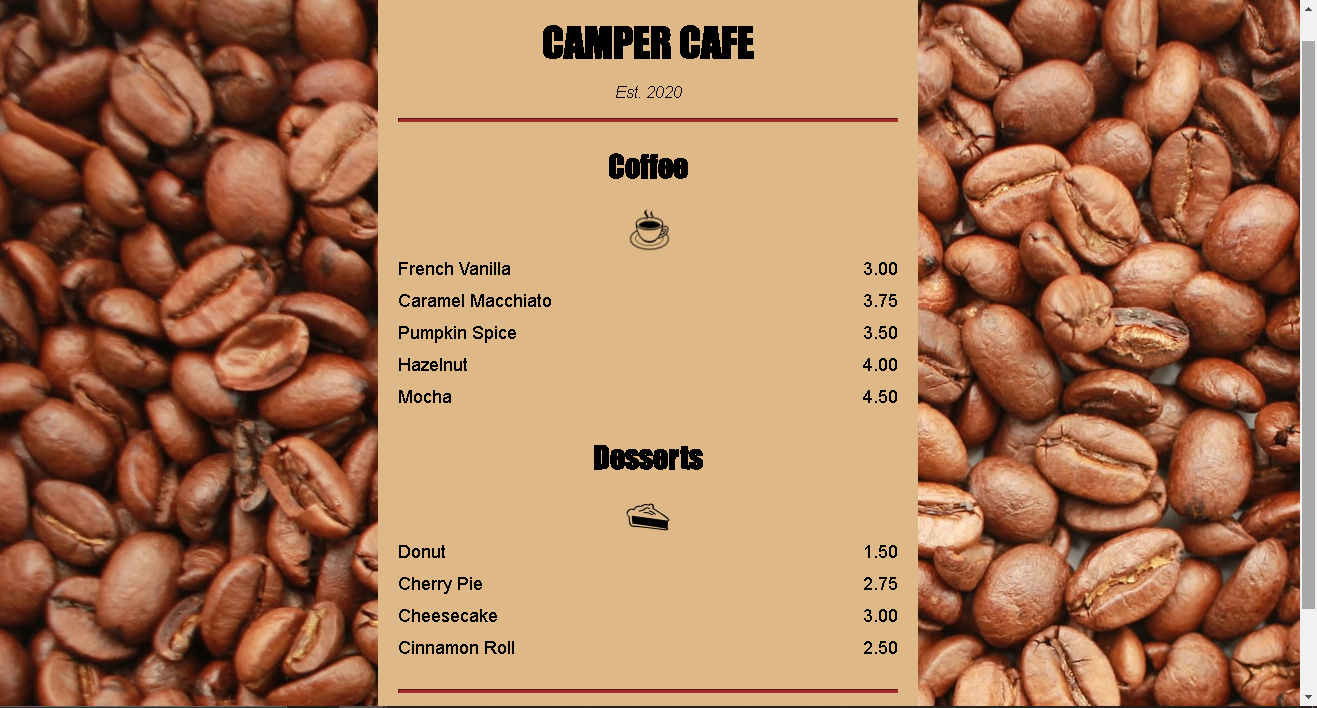 CAMPER CAFE
Est. 2020
Coffee
French Vanilla 3.00
Caramel Macchiato 3.75
Pumpkin Spice 3.50
Hazelnut 4.00
Mocha 4.50
Desserts
Donut 1.50
Cherry Pie 2.75
Cheesecake 3.00
Cinnamon Roll 2.50